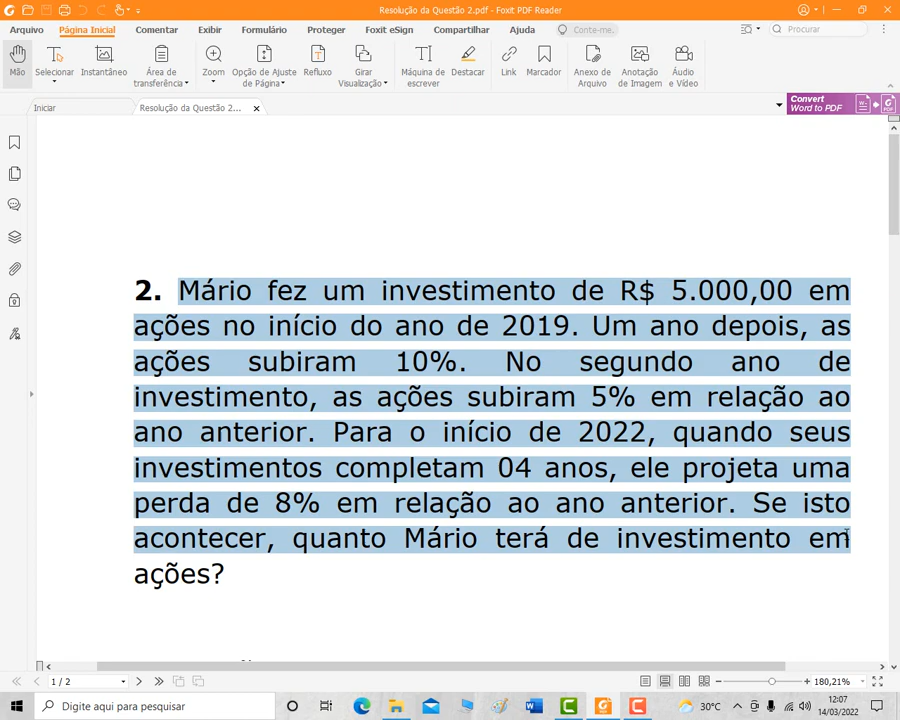 Resolução da Questão 2.pdf - Foxit PDF Reader
Arquivo Página Inicial Comentar Exibir Formulário Proteger Foxit eSign Compartilhar Ajuda Conte-me. Procurar
Mão Selecionar Instantâneo Área de transferência Zoom Opção de Ajuste de Página Refluxo Girar Visualização Máquina de escrever Destacar Link Marcador Anexo de Arquivo Anotação de Imagem Áudio e Vídeo
Iniciar Resolução da Questão 2... Convert Word to PDF
2. Mário fez um investimento de R$ 5.000,00 em
ações no início do ano de 2019. Um ano depois, as
ações subiram 10%. No segundo ano de
investimento, as ações subiram 5% em relação ao
ano anterior. Para o início de 2022, quando seus
investimentos completam 04 anos, ele projeta uma
perda de 8% em relação ao ano anterior. Se isto
acontecer, quanto Mário terá de investimento em
ações?
1 / 2 180,21%
Digite aqui para pesquisar 30°C 12:07
14/03/2022